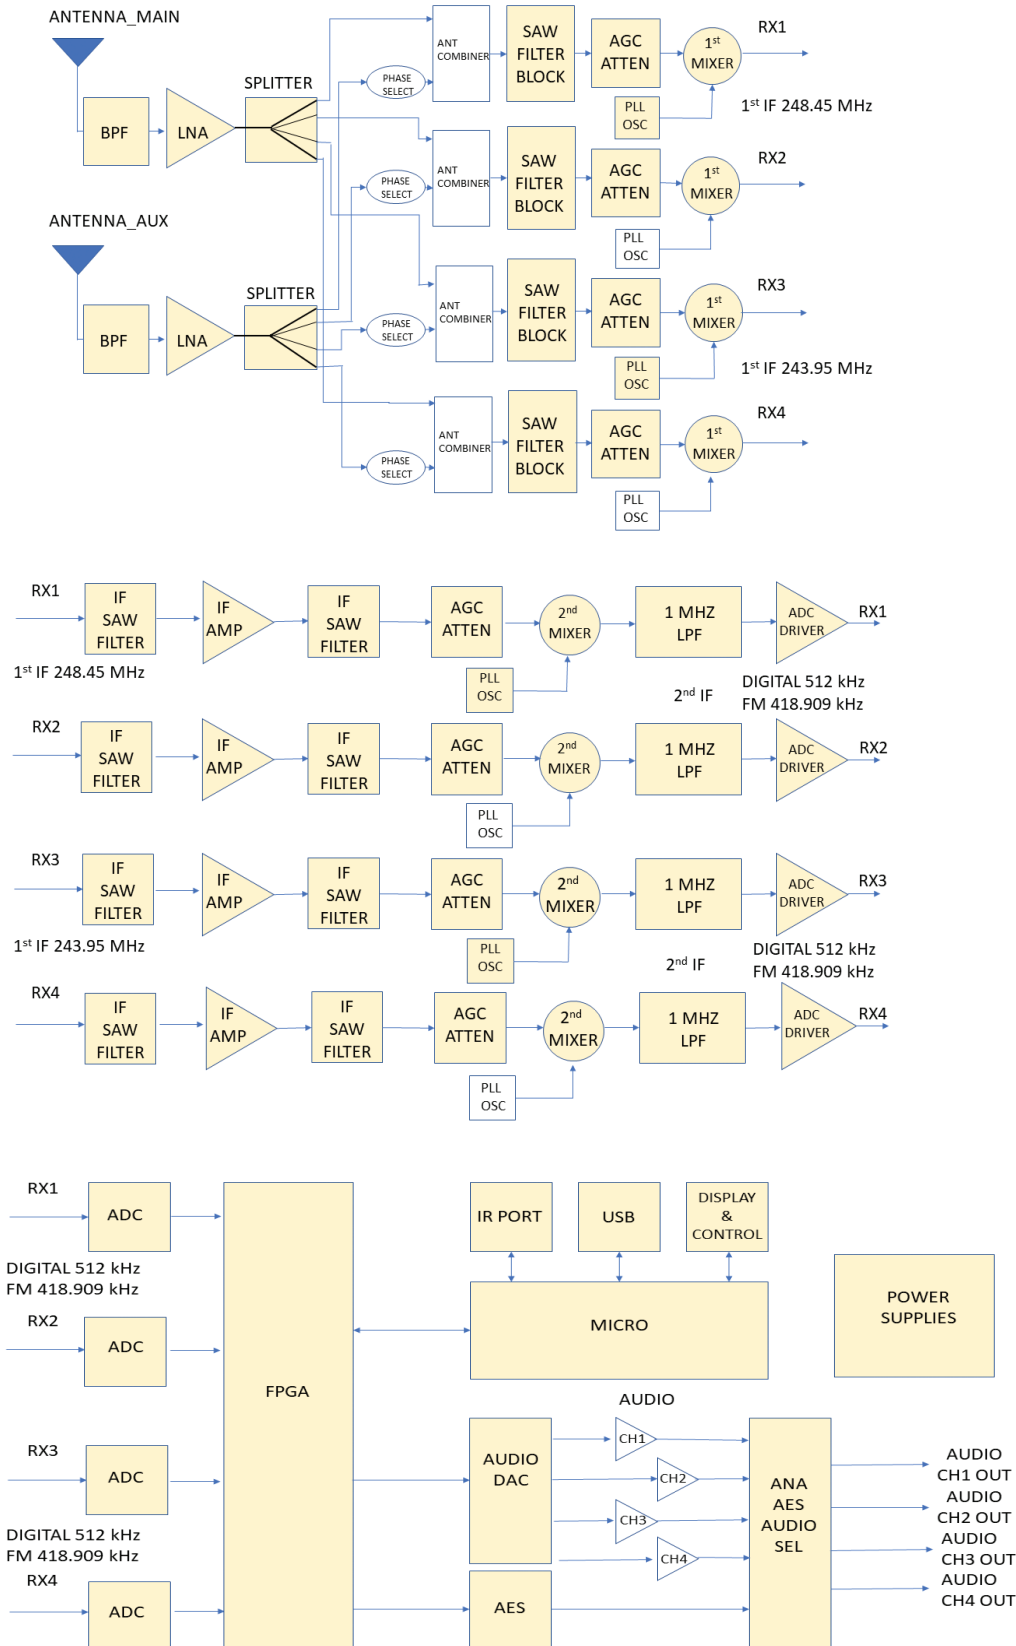 ANTENNA_MAIN
BPF
LNA
SPLITTER
PHASE
SELECT
ANT
COMBINER
SAW
FILTER
BLOCK
AGC
ATTEN
1st
MIXER
PLL
OSC
RX1
1st IF 248.45 MHz
PHASE
SELECT
ANT
COMBINER
SAW
FILTER
BLOCK
AGC
ATTEN
1st
MIXER
PLL
OSC
RX2
ANTENNA_AUX
BPF
LNA
SPLITTER
PHASE
SELECT
ANT
COMBINER
SAW
FILTER
BLOCK
AGC
ATTEN
1st
MIXER
PLL
OSC
RX3
1st IF 243.95 MHz
PHASE
SELECT
ANT
COMBINER
SAW
FILTER
BLOCK
AGC
ATTEN
1st
MIXER
PLL
OSC
RX4
RX1
1st IF 248.45 MHz
IF
SAW
FILTER
IF
AMP
IF
SAW
FILTER
AGC
ATTEN
2nd
MIXER
PLL
OSC
1 MHZ
LPF
ADC
DRIVER
RX1
2nd IF
DIGITAL 512 kHz
FM 418.909 kHz
RX2
IF
SAW
FILTER
IF
AMP
IF
SAW
FILTER
AGC
ATTEN
2nd
MIXER
PLL
OSC
1 MHZ
LPF
ADC
DRIVER
RX2
RX3
1st IF 243.95 MHz
IF
SAW
FILTER
IF
AMP
IF
SAW
FILTER
AGC
ATTEN
2nd
MIXER
PLL
OSC
1 MHZ
LPF
ADC
DRIVER
RX3
2nd IF
DIGITAL 512 kHz
FM 418.909 kHz
RX4
IF
SAW
FILTER
IF
AMP
IF
SAW
FILTER
AGC
ATTEN
2nd
MIXER
PLL
OSC
1 MHZ
LPF
ADC
DRIVER
RX4
RX1
ADC
DIGITAL 512 kHz
FM 418.909 kHz
RX2
ADC
RX3
ADC
DIGITAL 512 kHz
FM 418.909 kHz
RX4
ADC
FPGA
IR PORT
USB
DISPLAY
&
CONTROL
MICRO
POWER
SUPPLIES
AUDIO
AUDIO
DAC
CH1
CH2
CH3
CH4
AES
ANA
AES
AUDIO
SEL
AUDIO
CH1 OUT
AUDIO
CH2 OUT
AUDIO
CH3 OUT
AUDIO
CH4 OUT